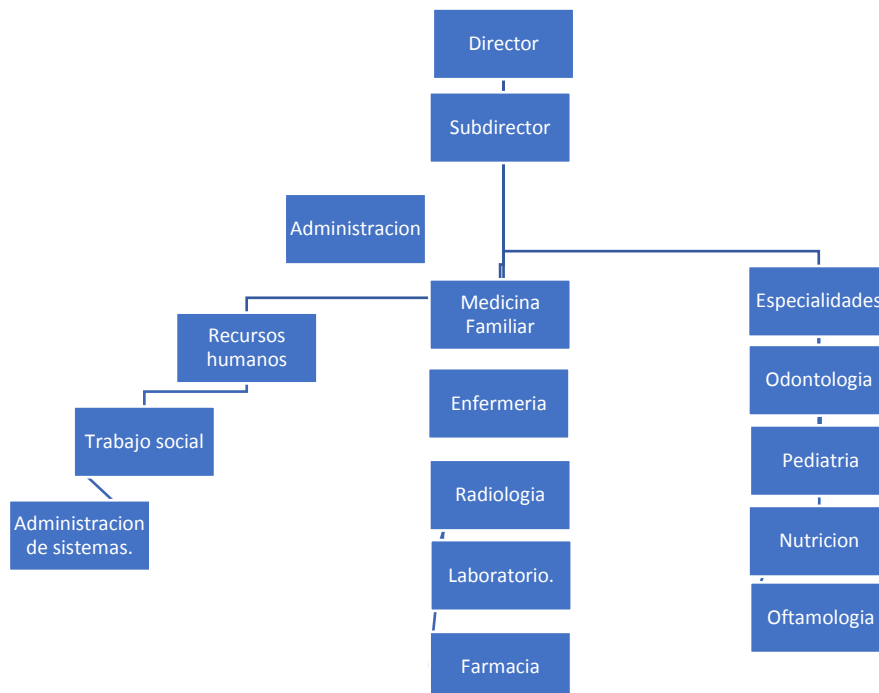 Director
Subdirector
Administracion
Medicina
Familiar
Especialidades
Recursos
humanos
Odontologia
Enfermeria
Trabajo social
Pediatria
Radiologia
Administracion
de sistemas.
Nutricion
Laboratorio.
Oftamologia
Farmacia